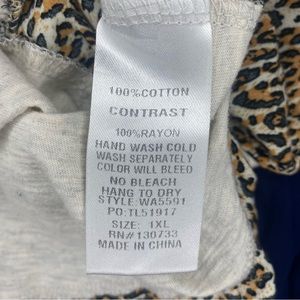 100%COTTON
CONTRAST
100%RAYON
HAND WASH COLD
WASH SEPARATELY
COLOR WILL BLEED
NO BLEACH
HANG TO DRY
STYLE:WA5591
PO:TL51917
SIZE: 1XL
RN#130733
MADE IN CHINA